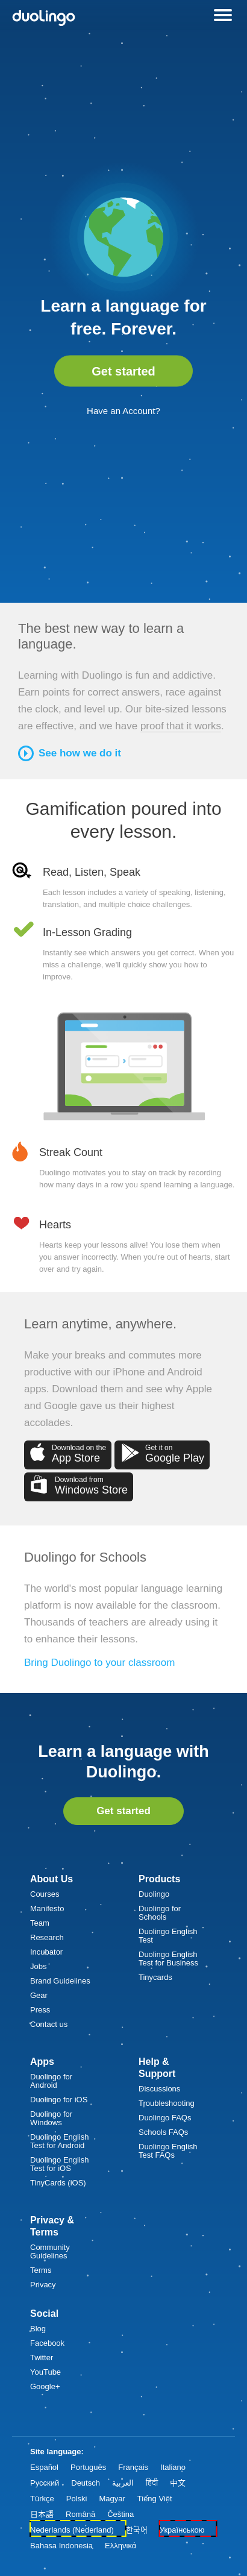 duolingo
Learn a language for
free. Forever.
Get started
Have an Account?
The best new way to learn a
language.
Learning with Duolingo is fun and addictive.
Earn points for correct answers, race against
the clock, and level up. Our bite-sized lessons
are effective, and we have proof that it works.
See how we do it
Gamification poured into
every lesson.
Read, Listen, Speak
Each lesson includes a variety of speaking, listening,
translation, and multiple choice challenges.
In-Lesson Grading
Instantly see which answers you get correct. When you
miss a challenge, we'll quickly show you how to
improve.
Streak Count
Duolingo motivates you to stay on track by recording
how many days in a row you spend learning a language.
Hearts
Hearts keep your lessons alive! You lose them when
you answer incorrectly. When you're out of hearts, start
over and try again.
Learn anytime, anywhere.
Make your breaks and commutes more
productive with our iPhone and Android
apps. Download them and see why Apple
and Google gave us their highest
accolades.
Download on the
App Store
Get it on
Google Play
Download from
Windows Store
Duolingo for Schools
The world's most popular language learning
platform is now available for the classroom.
Thousands of teachers are already using it
to enhance their lessons.
Bring Duolingo to your classroom
Learn a language with
Duolingo.
Get started
About Us
Courses
Manifesto
Team
Research
Incubator
Jobs
Brand Guidelines
Gear
Press
Contact us
Products
Duolingo
Duolingo for
Schools
Duolingo English
Test
Duolingo English
Test for Business
Tinycards
Apps
Duolingo for
Android
Duolingo for iOS
Duolingo for
Windows
Duolingo English
Test for Android
Duolingo English
Test for iOS
TinyCards (iOS)
Help &
Support
Discussions
Troubleshooting
Duolingo FAQs
Schools FAQs
Duolingo English
Test FAQs
Privacy &
Terms
Community
Guidelines
Terms
Privacy
Social
Blog
Facebook
Twitter
YouTube
Google+
Site language:
Español Português Français Italiano
Русский Deutsch العربية हिंदी 中文
Türkçe Polski Magyar Tiếng Việt
日本語 Română Čeština
Nederlands (Nederland) 한국어 Українською
Bahasa Indonesia Ελληνικά